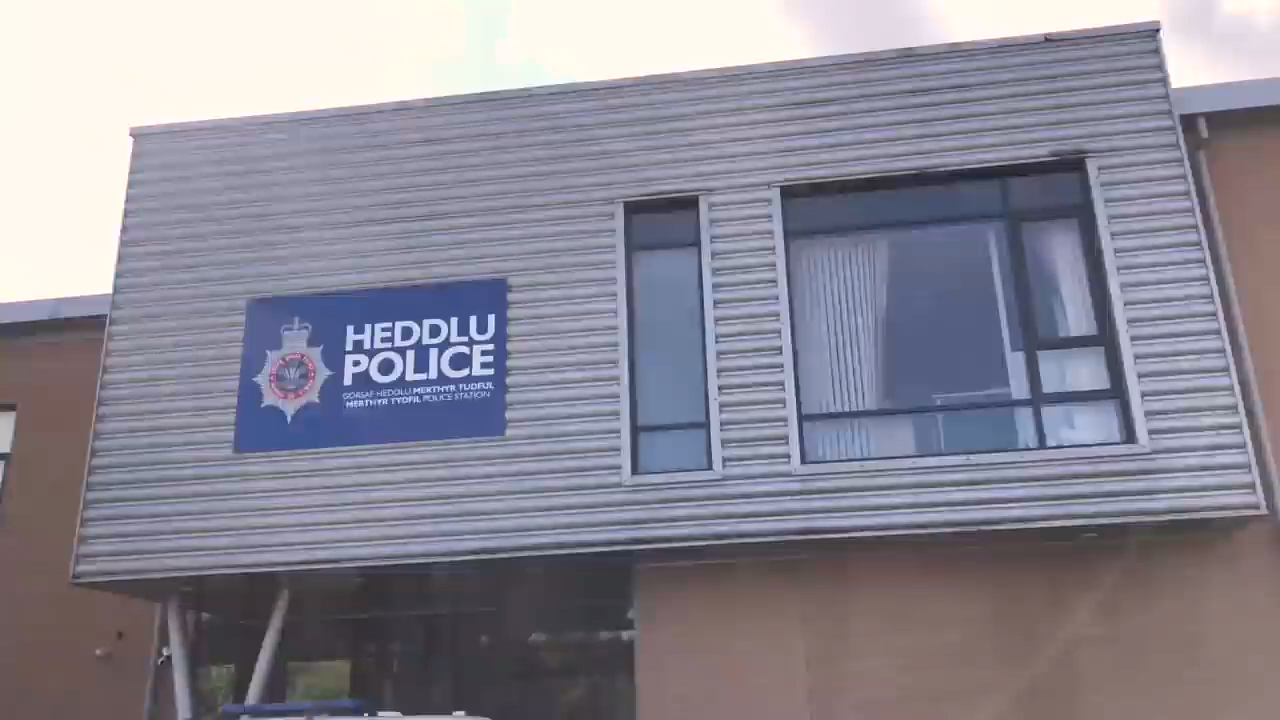 HEDDLU
POLICE
GORSAF HEDDLU MERTHYR TUDFUL
MERTHYR TYDFIL POLICE STATION